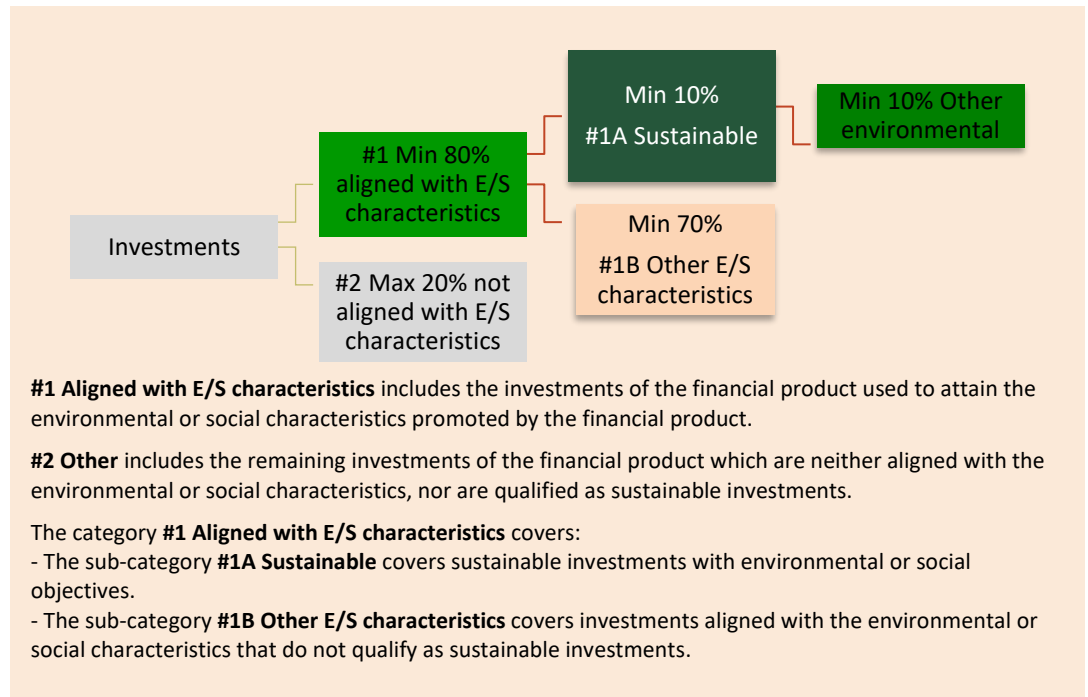 Min 10%
#1A Sustainable
Min 10% Other
environmental
#1 Min 80%
aligned with E/S
characteristics
Investments
Min 70%
#1B Other E/S
characteristics
#2 Max 20% not
aligned with E/S
characteristics
#1 Aligned with E/S characteristics includes the investments of the financial product used to attain the
environmental or social characteristics promoted by the financial product.
#2 Other includes the remaining investments of the financial product which are neither aligned with the
environmental or social characteristics, nor are qualified as sustainable investments.
The category #1 Aligned with E/S characteristics covers:
- The sub-category #1A Sustainable covers sustainable investments with environmental or social
objectives.
- The sub-category #1B Other E/S characteristics covers investments aligned with the environmental or
social characteristics that do not qualify as sustainable investments.